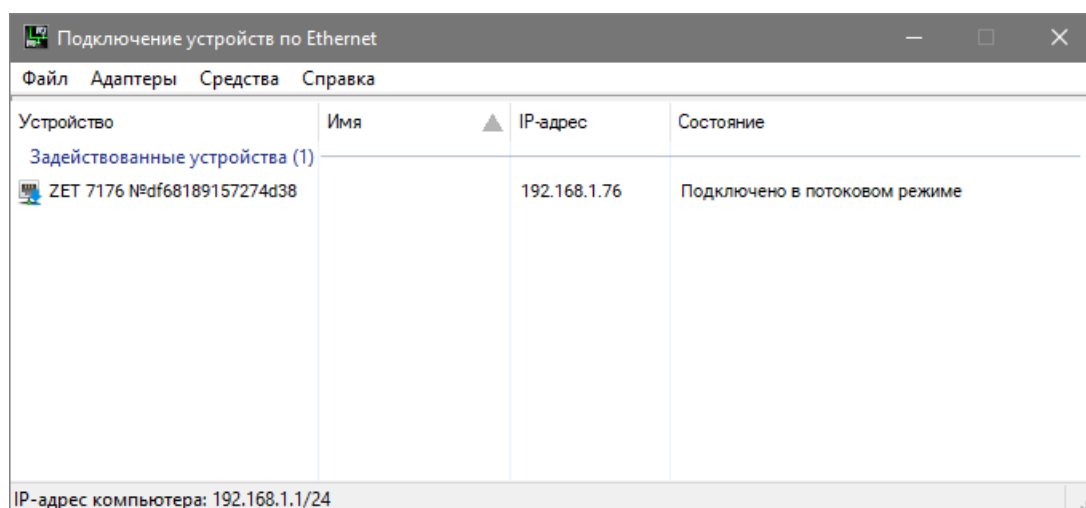 Подключение устройств по Ethernet
Файл Адаптеры Средства Справка
Устройство Имя IP-адрес Состояние
Задействованные устройства (1)
ZET 7176 №df68189157274d38 192.168.1.76 Подключено в потоковом режиме
IP-адрес компьютера: 192.168.1.1/24